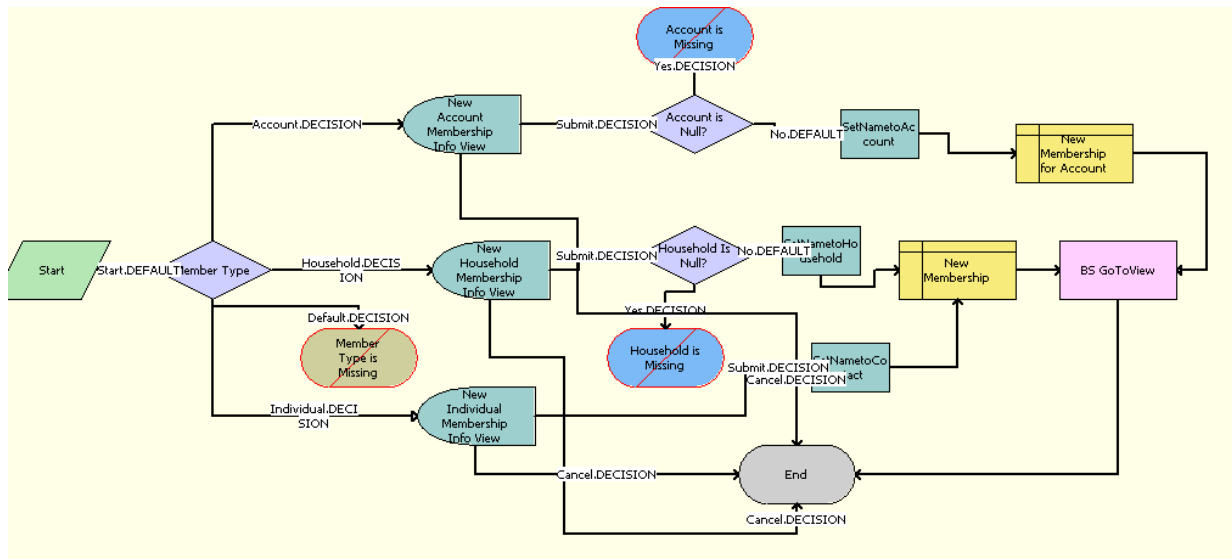 Account is
Missing
Yes.DECISION
New
Account
Membership
Info View
Account.DECISION
Submit.DECISION
Account is
Null?
No.DEFAULT
SetNametoAc
count
New
Membership
for Account
Start
Start.DEFAULT
Member Type
Household.DECIS
ION
New
Household
Membership
Info View
Submit.DECISION
Household Is
Null?
No.DEFAULT
SetNametoHo
usehold
New
Membership
BS GoToView
Default.DECISION
Yes.DECISION
Member
Type is
Missing
Household is
Missing
Submit.DECISION
Cancel.DECISION
SetNametoCo
ntact
Individual.DECI
SION
New
Individual
Membership
Info View
Cancel.DECISION
End
Cancel.DECISION